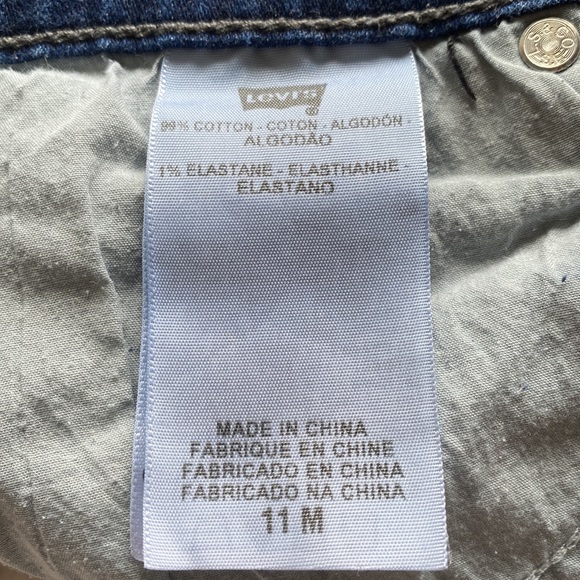 LEVI'S
®
99% COTTON - COTON - ALGODÓN -
ALGODÃO
1% ELASTANE - ELASTHANNE -
ELASTANO
MADE IN CHINA
FABRIQUE EN CHINE
FABRICADO EN CHINA
FABRICADO NA CHINA
11 M